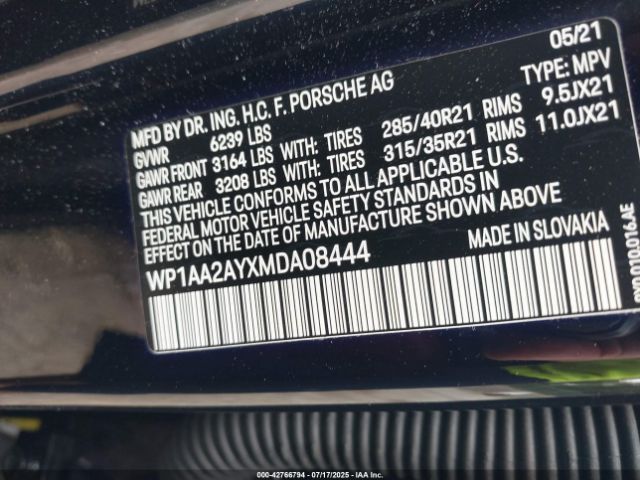 MFD BY DR. ING. H.C. F. PORSCHE AG 05/21
GVWR 6239 LBS TYPE: MPV
GAWR FRONT 3164 LBS WITH: TIRES 285/40R21 RIMS 9.5JX21
GAWR REAR 3208 LBS WITH: TIRES 315/35R21 RIMS 11.0JX21
THIS VEHICLE CONFORMS TO ALL APPLICABLE U.S.
FEDERAL MOTOR VEHICLE SAFETY STANDARDS IN
EFFECT ON THE DATE OF MANUFACTURE SHOWN ABOVE
WP1AA2AYXMDA08444 MADE IN SLOVAKIA
000-42766794 - 07/17/2025 - IAA Inc.